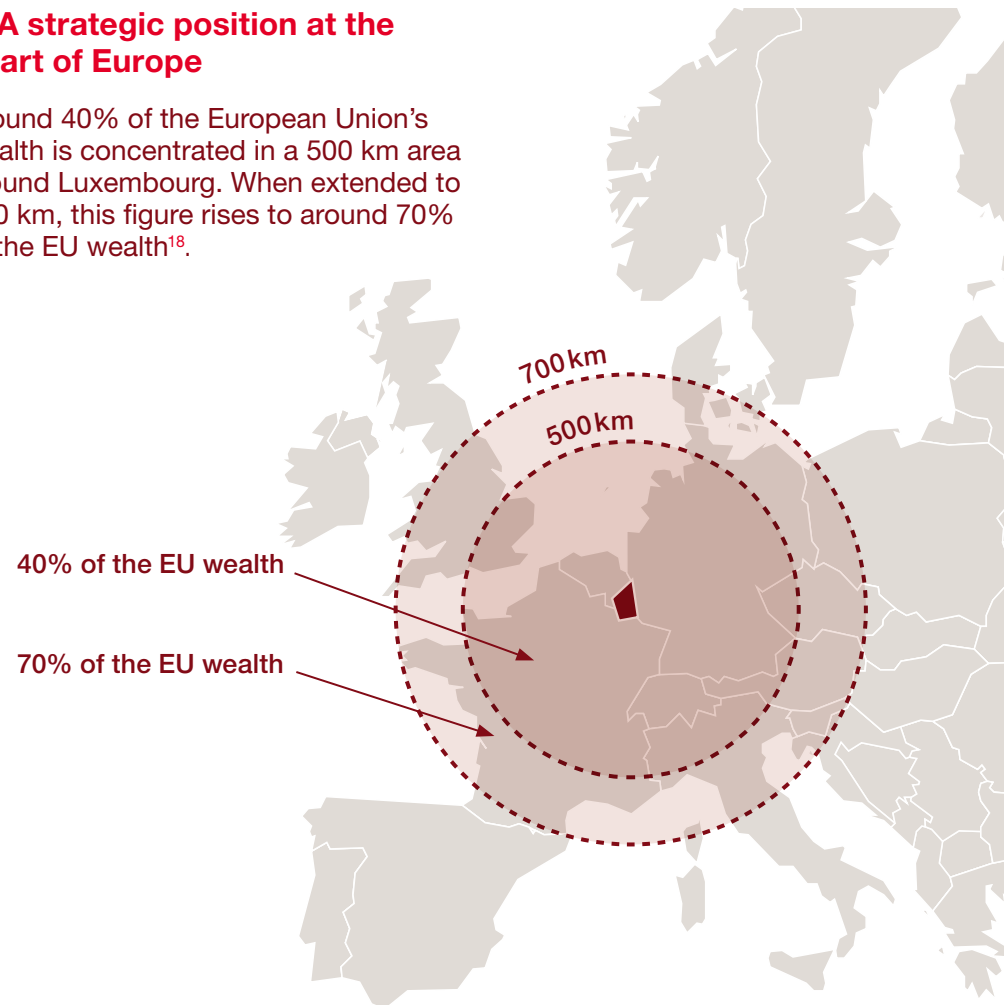 A strategic position at the
art of Europe
ound 40% of the European Union's
alth is concentrated in a 500 km area
ound Luxembourg. When extended to
0 km, this figure rises to around 70%
the EU wealth18.
700 km
500 km
40% of the EU wealth
70% of the EU wealth